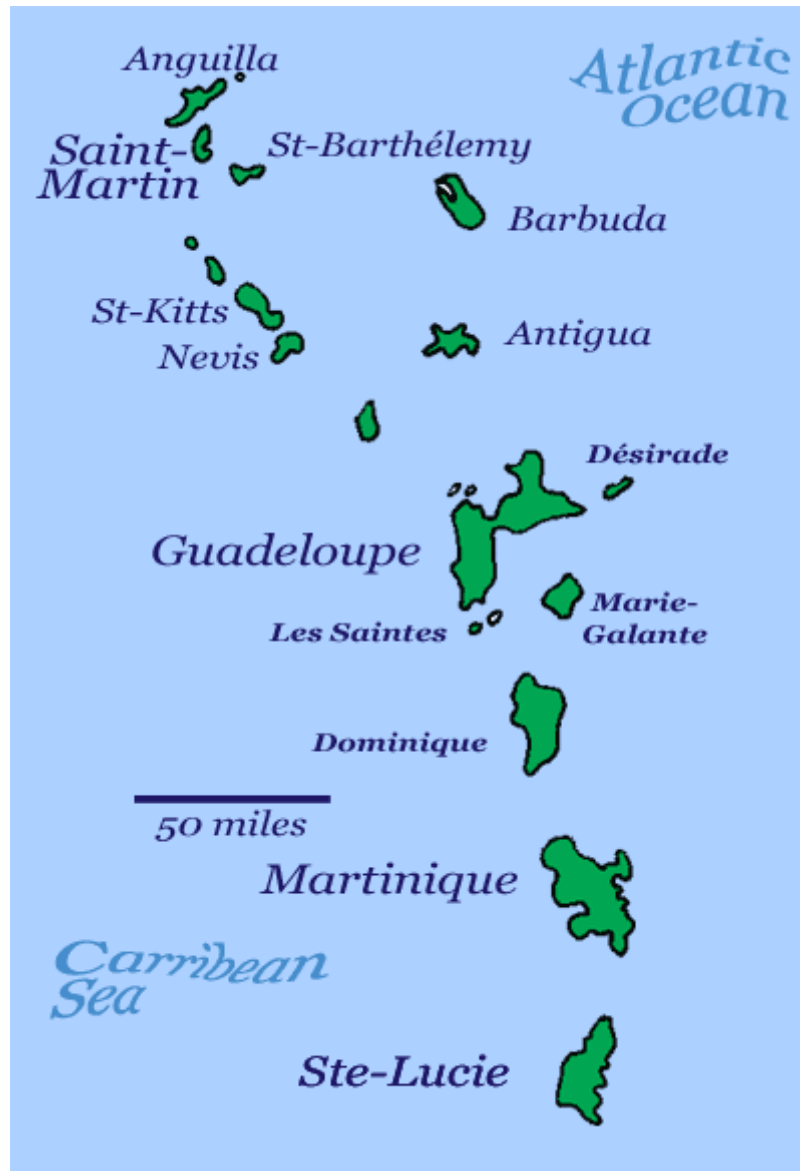 Anguilla
Atlantic
Ocean
Saint-
Martin
St-Barthélemy
Barbuda
St-Kitts
Nevis
Antigua
Désirade
Guadeloupe
Marie-
Galante
Les Saintes
Dominique
50 miles
Martinique
Carribean
Sea
Ste-Lucie